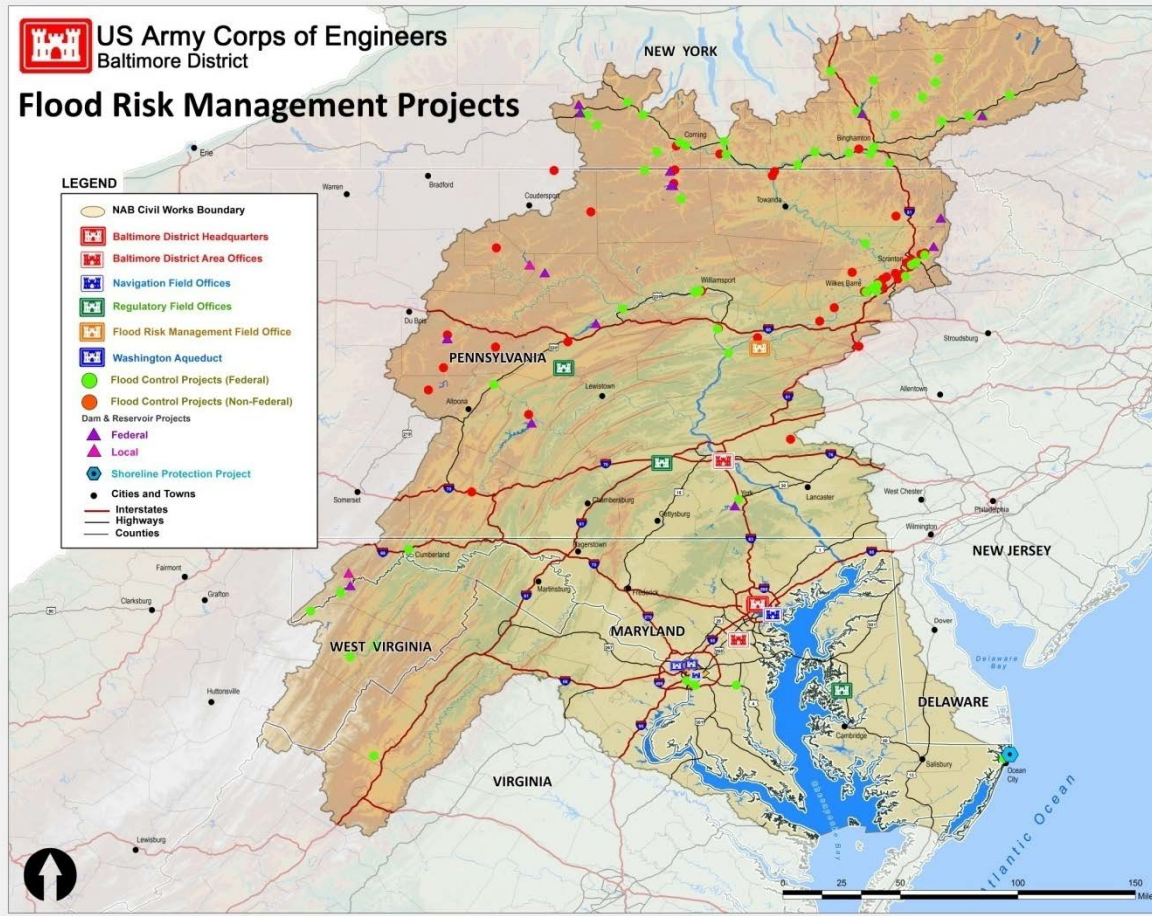 US Army Corps of Engineers
Baltimore District
Flood Risk Management Projects
NEW YORK
Erie
Warren
Bradford
Coudersport
Corning
Binghamton
Towanda
LEGEND
NAB Civil Works Boundary
Baltimore District Headquarters
Baltimore District Area Offices
Navigation Field Offices
Regulatory Field Offices
Flood Risk Management Field Office
Washington Aqueduct
Flood Control Projects (Federal)
Flood Control Projects (Non-Federal)
Dam & Reservoir Projects
Federal
Local
Shoreline Protection Project
Cities and Towns
Interstates
Highways
Counties
Scranton
Wilkes Barre
Williamsport
Du Bois
Stroudsburg
PENNSYLVANIA
Lewistown
Altoona
Allentown
Somerset
Chambersburg
Gettysburg
York
Lancaster
West Chester
Philadelphia
Wilmington
NEW JERSEY
Cumberland
Hagerstown
Fairmont
Clarksburg
Grafton
Martinsburg
Frederick
MARYLAND
WEST VIRGINIA
Dover
Delaware
Bay
Huttonsville
DELAWARE
Cambridge
Salisbury
Ocean
City
VIRGINIA
Chesapeake Bay
Atlantic Ocean
Lewisburg
0 25 50 100 150